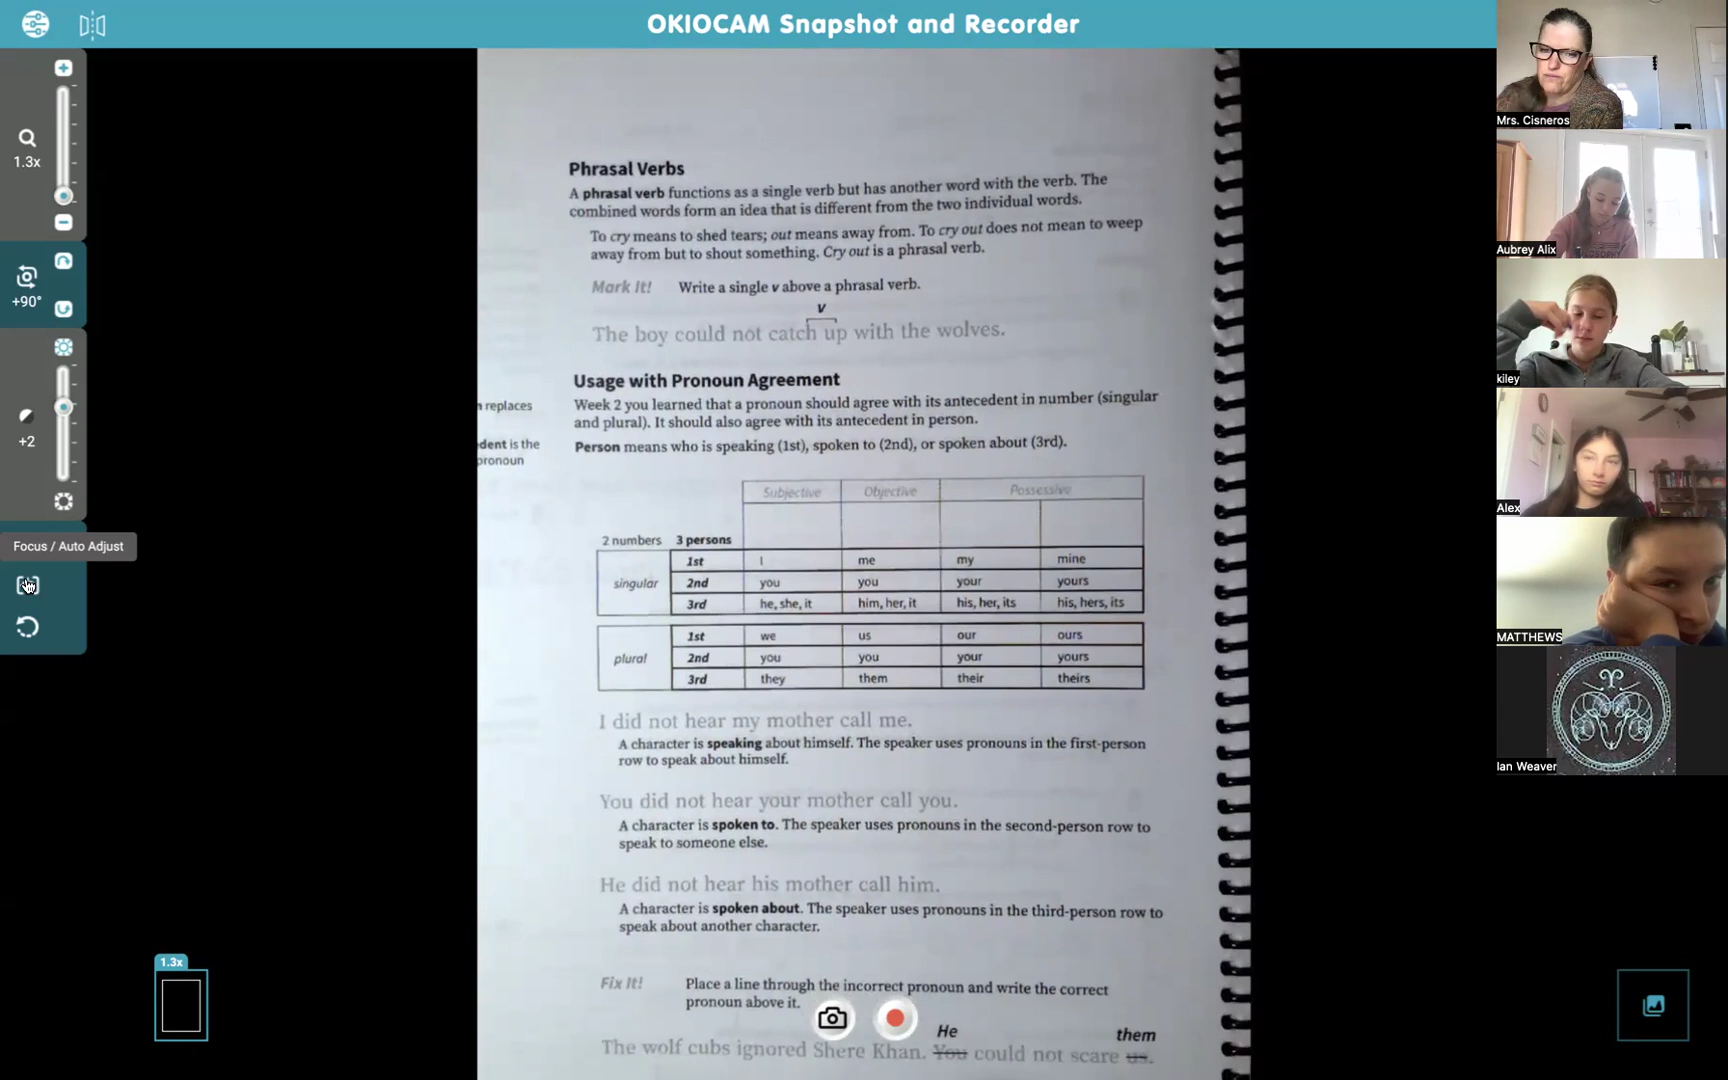 OKIOCAM Snapshot and Recorder
1.3x
+90°
+2
Focus / Auto Adjust
1.3x
Phrasal Verbs
A phrasal verb functions as a single verb but has another word with the verb. The
combined words form an idea that is different from the two individual words.
To cry means to shed tears; out means away from. To cry out does not mean to weep
away from but to shout something. Cry out is a phrasal verb.
Mark It! Write a single v above a phrasal verb.
v
The boy could not catch up with the wolves.
Usage with Pronoun Agreement
replaces
Week 2 you learned that a pronoun should agree with its antecedent in number (singular
and plural). It should also agree with its antecedent in person.
dent is the
pronoun
Person means who is speaking (1st), spoken to (2nd), or spoken about (3rd).
Subjective Objective Possessive
2 numbers 3 persons
singular
1st I me my mine
2nd you you your yours
3rd he, she, it him, her, it his, her, its his, hers, its
plural
1st we us our ours
2nd you you your yours
3rd they them their theirs
I did not hear my mother call me.
A character is speaking about himself. The speaker uses pronouns in the first-person
row to speak about himself.
You did not hear your mother call you.
A character is spoken to. The speaker uses pronouns in the second-person row to
speak to someone else.
He did not hear his mother call him.
A character is spoken about. The speaker uses pronouns in the third-person row to
speak about another character.
Fix It! Place a line through the incorrect pronoun and write the correct
pronoun above it.
He them
The wolf cubs ignored Shere Khan. You could not scare us.
Mrs. Cisneros
Aubrey Alix
kiley
Alex
MATTHEWS
Ian Weaver